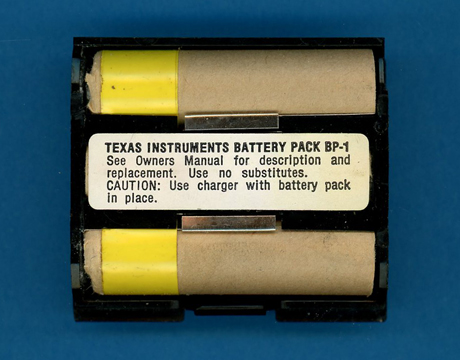 TEXAS INSTRUMENTS BATTERY PACK BP-1
See Owners Manual for description and
replacement. Use no substitutes.
CAUTION: Use charger with battery pack
in place.